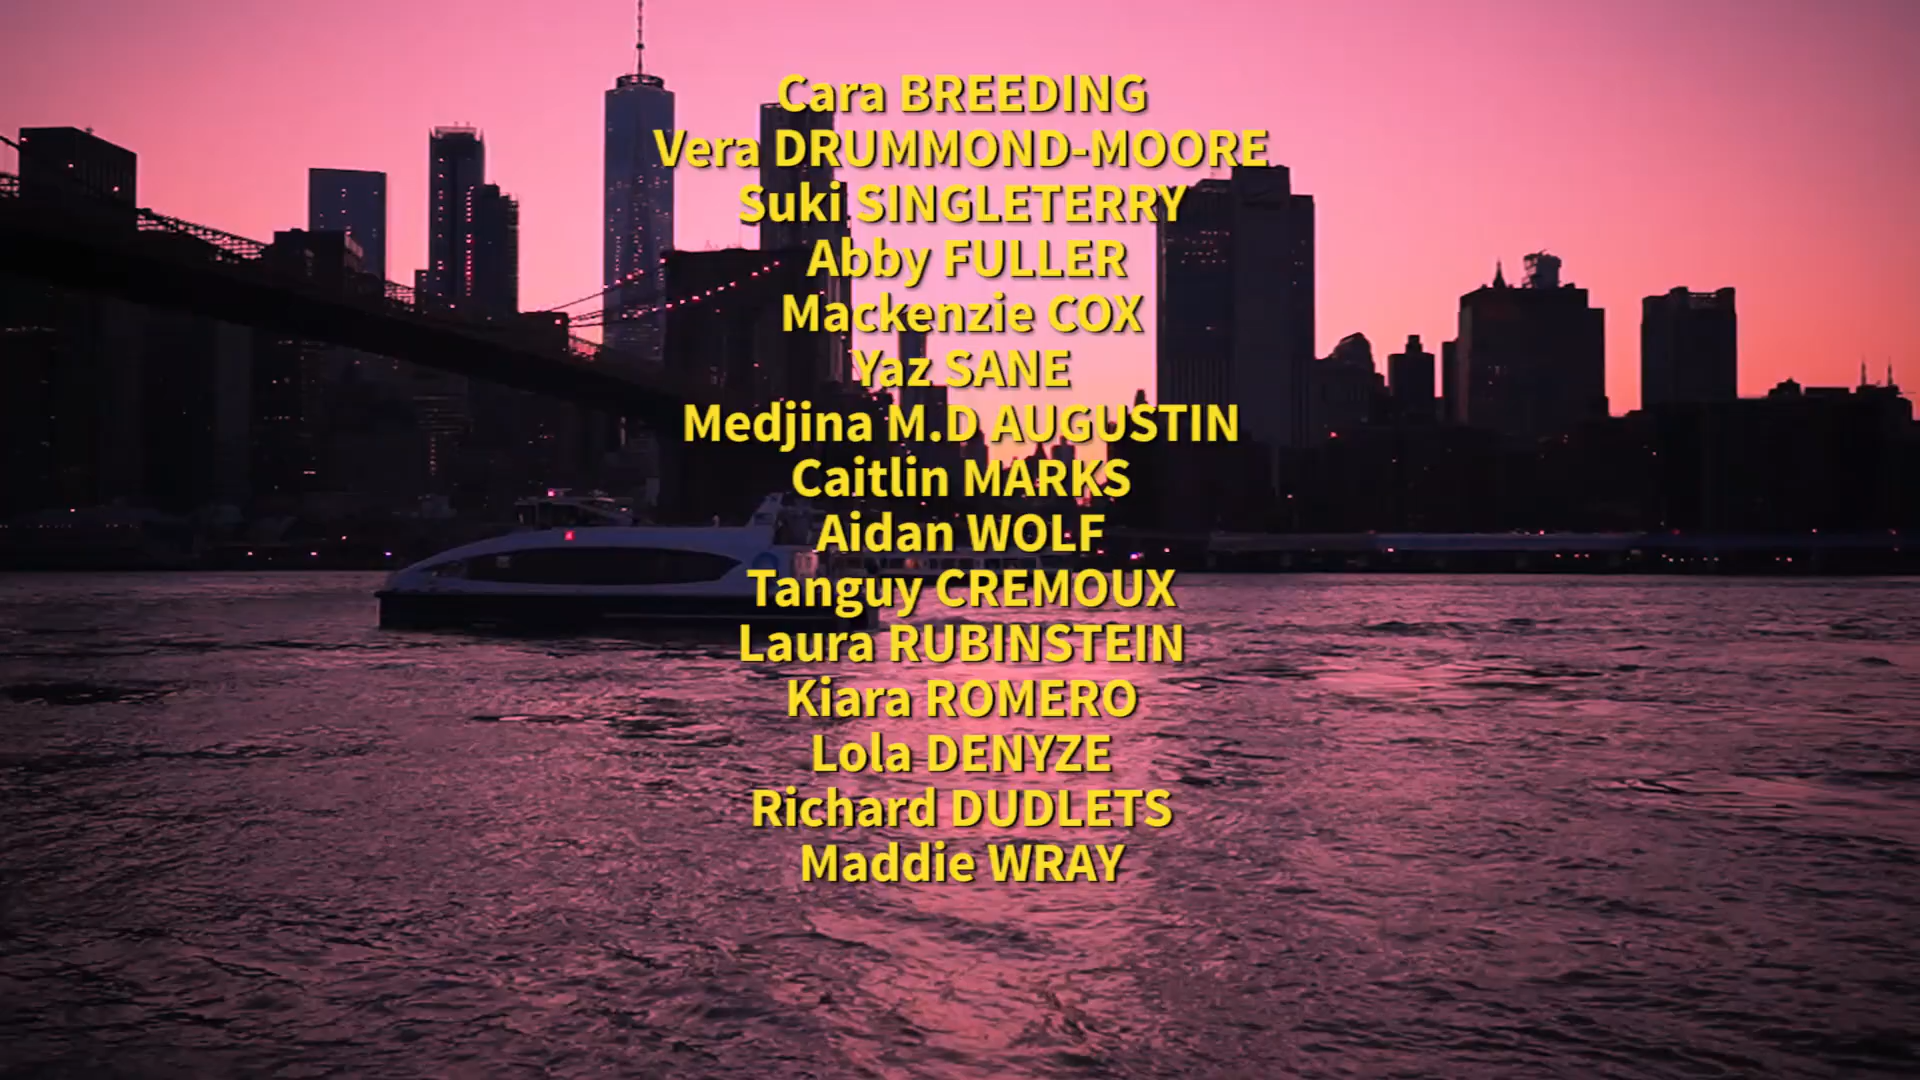 Cara BREEDING
Vera DRUMMOND-MOORE
Suki SINGLETERRY
Abby FULLER
Mackenzie COX
Yaz SANE
Medjina M.D AUGUSTIN
Caitlin MARKS
Aidan WOLF
Tanguy CREMOUX
Laura RUBINSTEIN
Kiara ROMERO
Lola DENYZE
Richard DUDLETS
Maddie WRAY